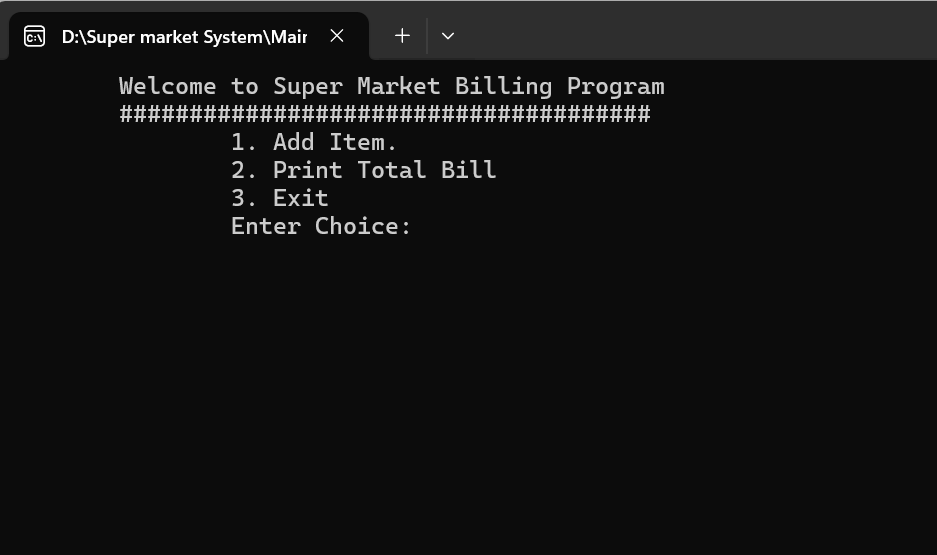 D:\Super market System\Mair
Welcome to Super Market Billing Program
######################################
1. Add Item.
2. Print Total Bill
3. Exit
Enter Choice: